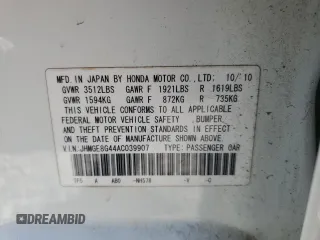 MFD. IN JAPAN BY HONDA MOTOR CO., LTD: 10/10
GVWR 3512LBS GAWR F 1921LBS R 1619LBS
GVWR 1594KG GAWR F 872KG R 735KG
THIS VEHICLE CONFORMS TO ALL APPLICABLE
FEDERAL MOTOR VEHICLE SAFETY, BUMPER,
AND THEFT PREVENTION STANDARDS IN EFFECT
ON THE DATE OF MANUFACTURE SHOWN ABOVE.
V.I.N: JHMGE8G44AC039907 TYPE: PASSENGER CAR
A NH578